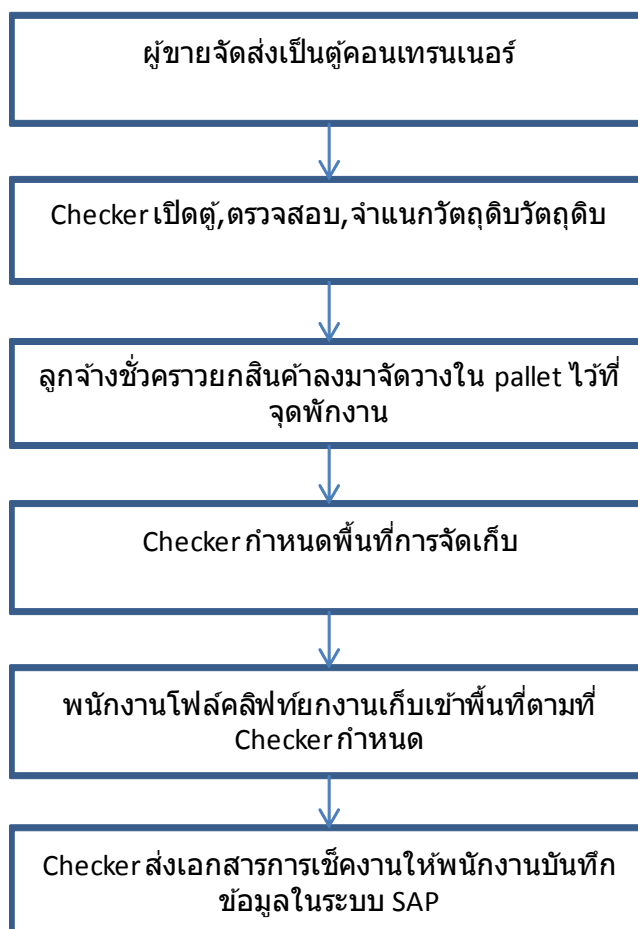 ผู้ขายจัดส่งเป็นตู้คอนเทรนเนอร์
Checker เปิดตู้,ตรวจสอบ,จำแนกวัตถุดิบวัตถุดิบ
ลูกจ้างชั่วคราวยกสินค้าลงมาจัดวางใน pallet ไว้ที่
จุดพักงาน
Checker กำหนดพื้นที่การจัดเก็บ
พนักงานโฟล์คลิฟท์ยกงานเก็บเข้าพื้นที่ตามที่
Checker กำหนด
Checker ส่งเอกสารการเช็คงานให้พนักงานบันทึก
ข้อมูลในระบบ SAP